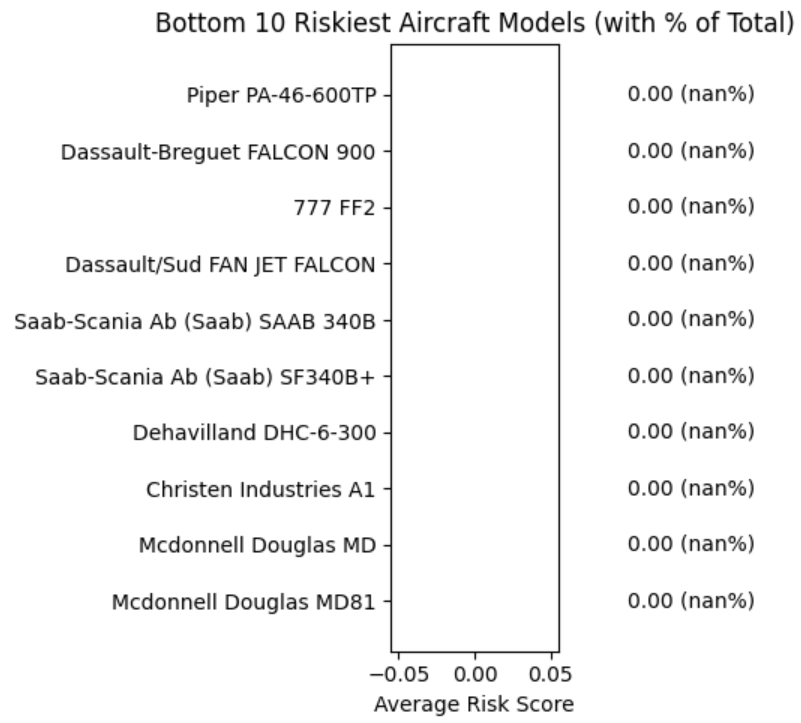 Bottom 10 Riskiest Aircraft Models (with % of Total)
Piper PA-46-600TP 0.00 (nan%)
Dassault-Breguet FALCON 900 0.00 (nan%)
777 FF2 0.00 (nan%)
Dassault/Sud FAN JET FALCON 0.00 (nan%)
Saab-Scania Ab (Saab) SAAB 340B 0.00 (nan%)
Saab-Scania Ab (Saab) SF340B+ 0.00 (nan%)
Dehavilland DHC-6-300 0.00 (nan%)
Christen Industries A1 0.00 (nan%)
Mcdonnell Douglas MD 0.00 (nan%)
Mcdonnell Douglas MD81 0.00 (nan%)
−0.05 0.00 0.05
Average Risk Score